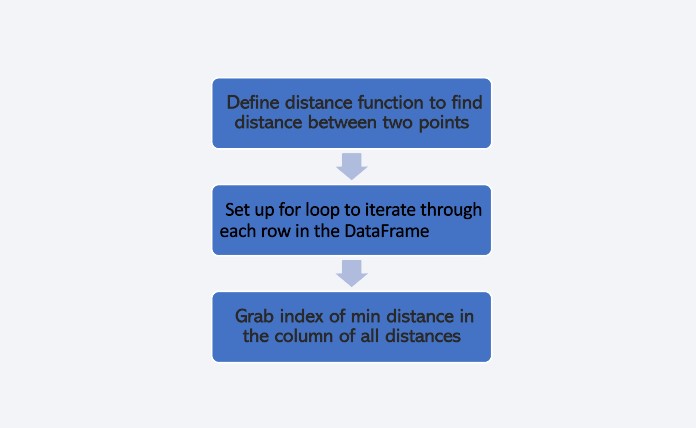 Define distance function to find
distance between two points
Set up for loop to iterate through
each row in the DataFrame
Grab index of min distance in
the column of all distances